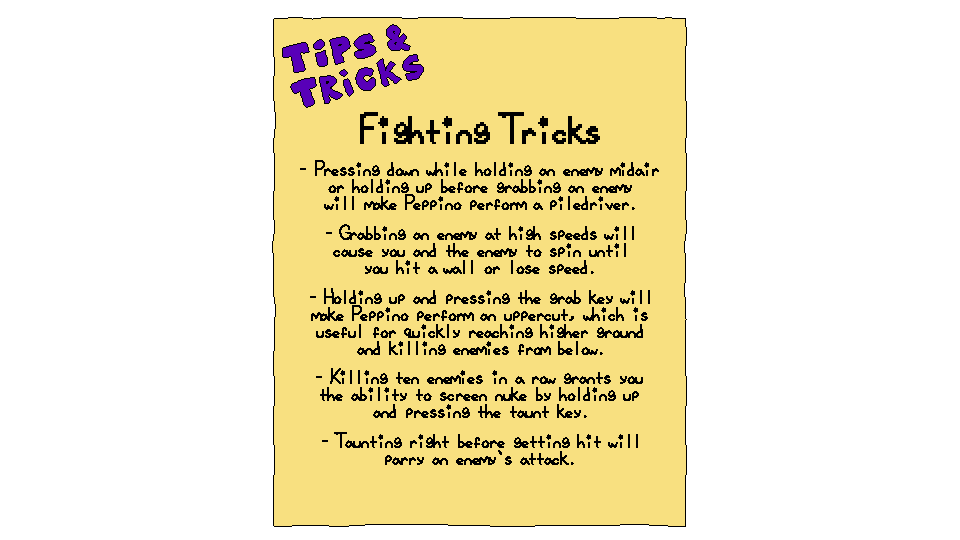 TiPS &
TRiCKS
Fighting Tricks
- Pressing down while holding an enemy midair
or holding up before grabbing an enemy
will make Peppino perform a piledriver.
- Grabbing an enemy at high speeds will
cause you and the enemy to spin until
you hit a wall or lose speed.
- Holding up and pressing the grab key will
make Peppino perform an uppercut, which is
useful for quickly reaching higher ground
and killing enemies from below.
- Killing ten enemies in a row grants you
the ability to screen nuke by holding up
and pressing the taunt key.
- Taunting right before getting hit will
parry an enemy's attack.